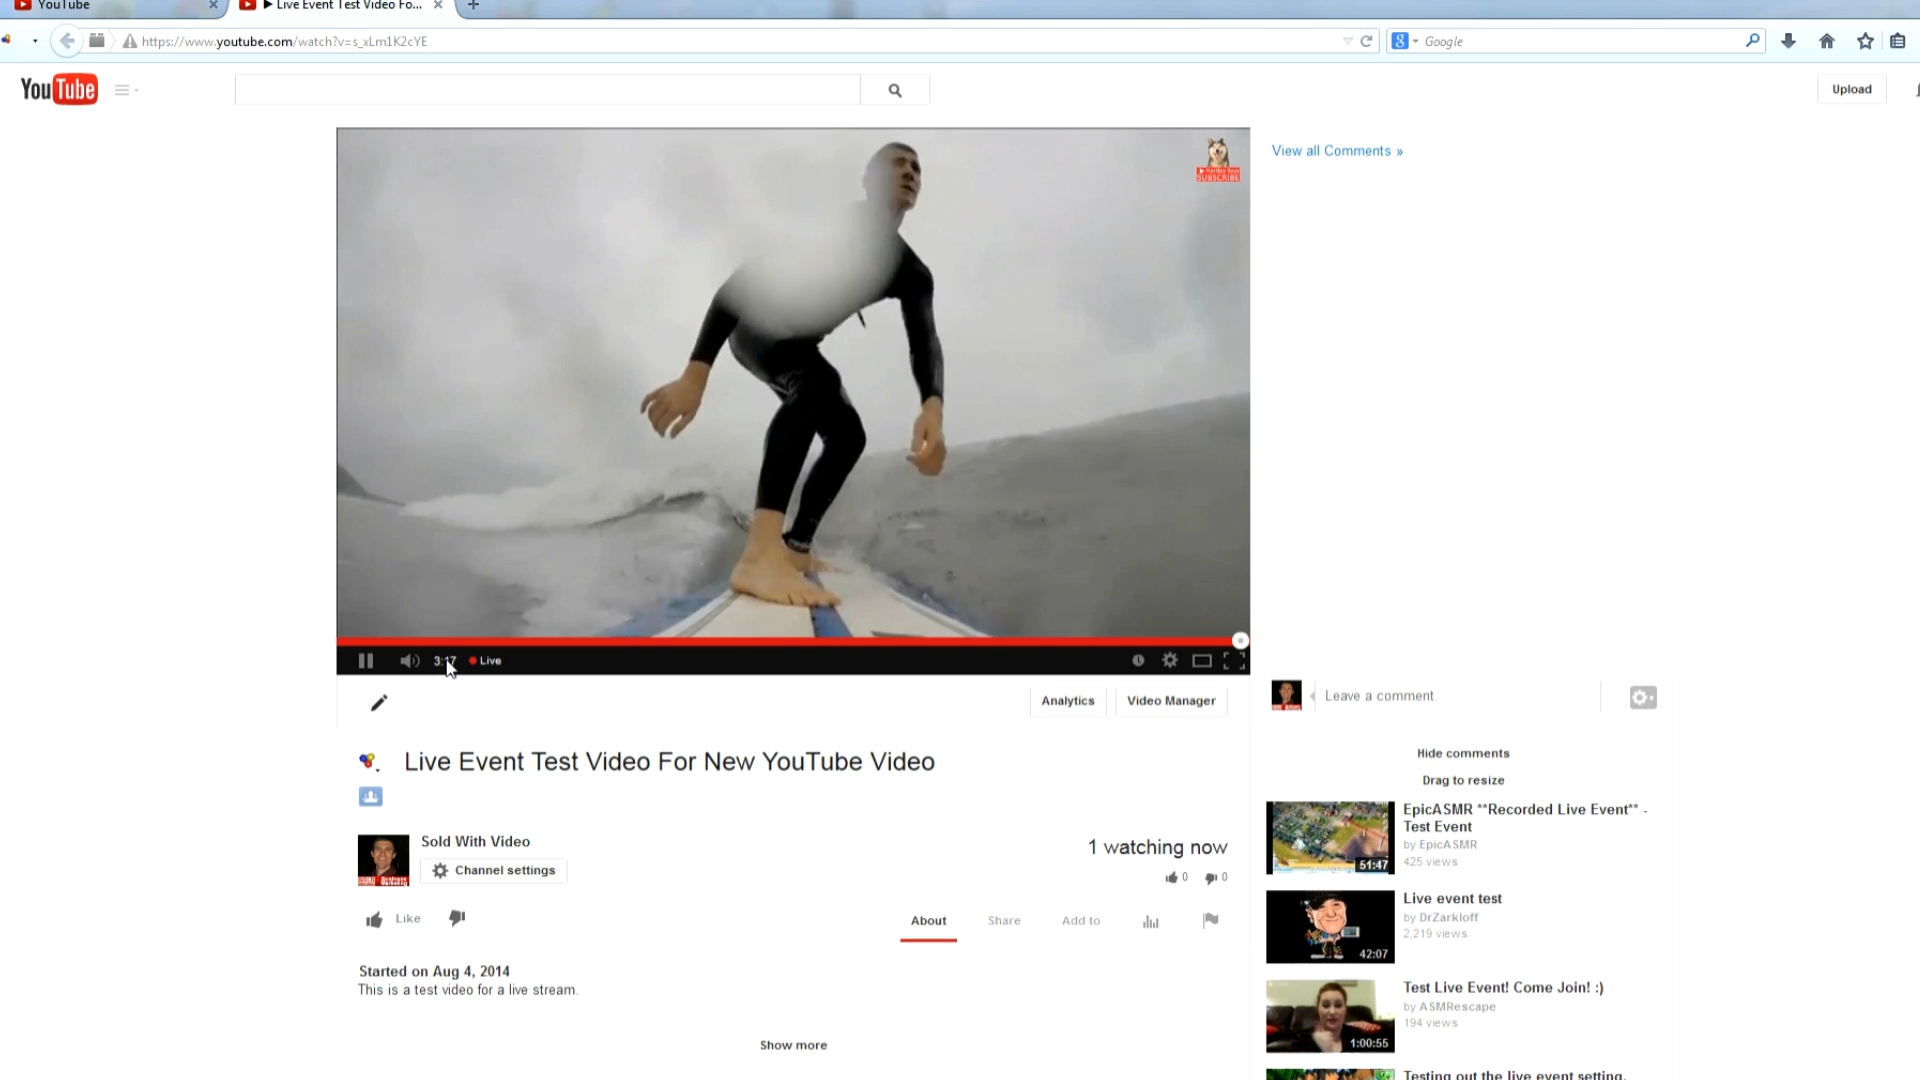 YouTube
▶ Live Event Test Video Fo...
https://www.youtube.com/watch?v=s_xLm1K2cYE
Google
YouTube
Upload
SUBSCRIBE
View all Comments »
3:17
Live
Analytics
Video Manager
Leave a comment.
Live Event Test Video For New YouTube Video
Hide comments
Drag to resize
Sold With Video
Channel settings
1 watching now
0
0
Like
About
Share
Add to
Started on Aug 4, 2014
This is a test video for a live stream.
Show more
EpicASMR **Recorded Live Event** -
Test Event
by EpicASMR
425 views
51:47
Live event test
by DrZarkloff
2,219 views
42:07
Test Live Event! Come Join! :)
by ASMRescape
194 views
1:00:55
Testing out the live event setting.